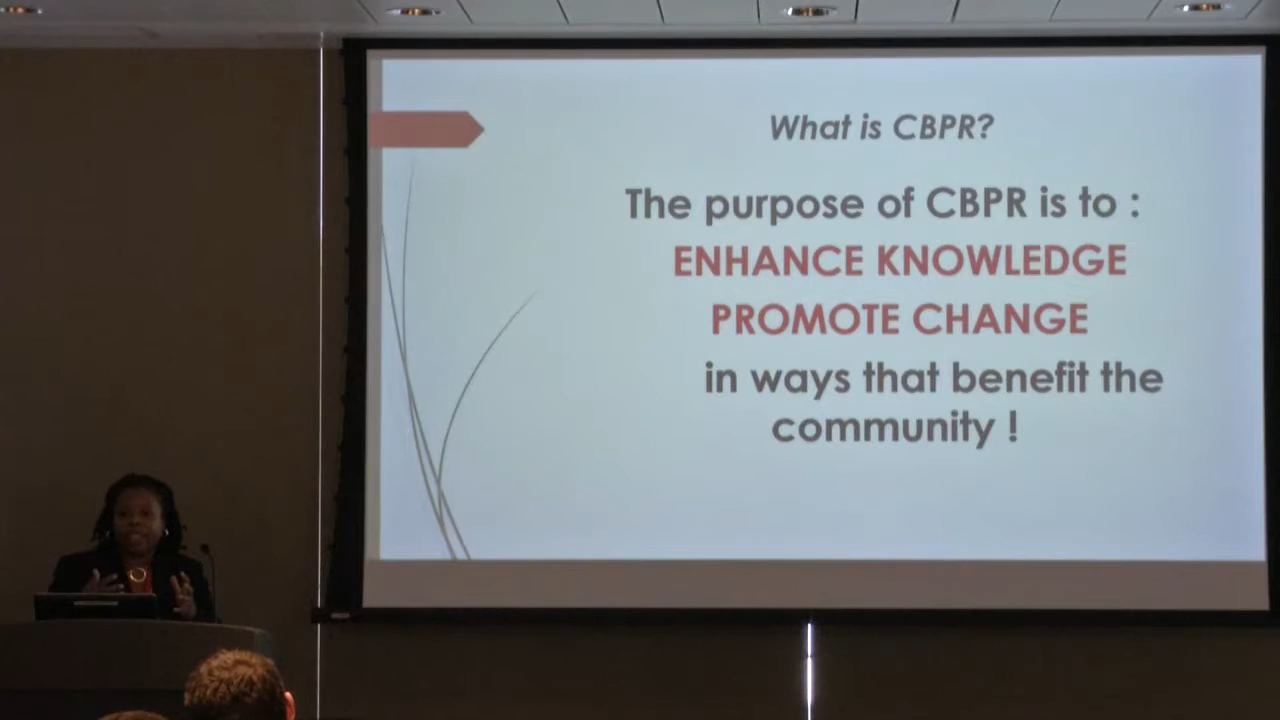 What is CBPR?
The purpose of CBPR is to :
ENHANCE KNOWLEDGE
PROMOTE CHANGE
in ways that benefit the
community !